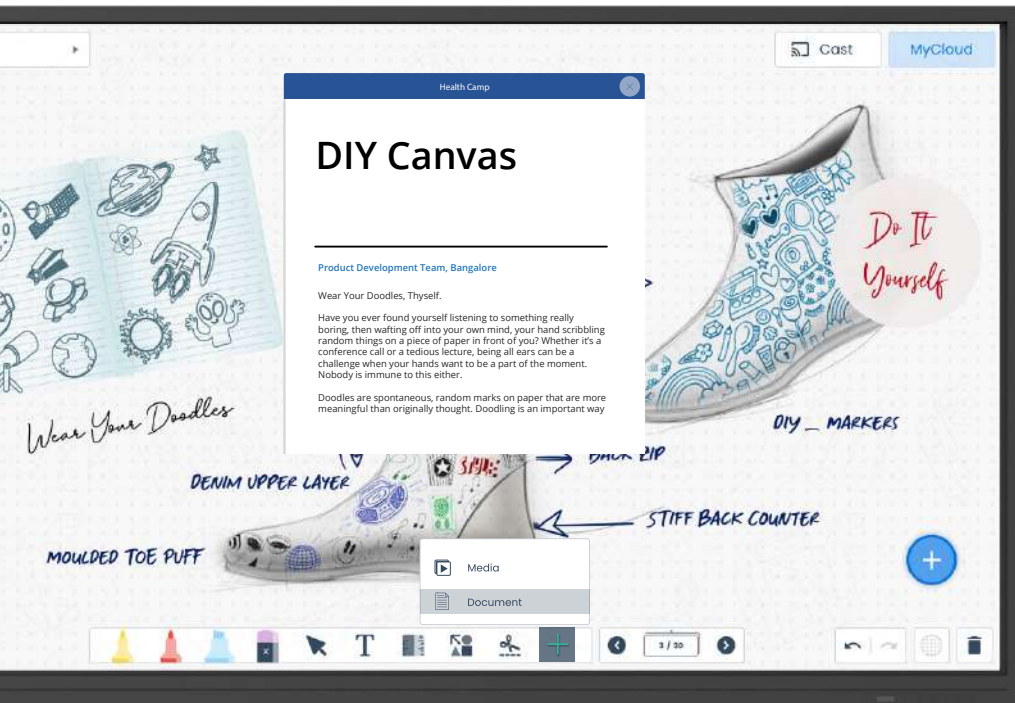 Cast
MyCloud
Health Camp
DIY Canvas
Product Development Team, Bangalore
Wear Your Doodles, Thyself.
Have you ever found yourself listening to something really
boring, then wafting off into your own mind, your hand scribbling
random things on a piece of paper in front of you? Whether it's a
conference call or a tedious lecture, being all ears can be a
challenge when your hands want to be a part of the moment.
Nobody is immune to this either.
Doodles are spontaneous, random marks on paper that are more
meaningful than originally thought. Doodling is an important way
Do It
Yourself
Wear Your Doodles
DIY _ MARKERS
BACK ZIP
DENIM UPPER LAYER
STIFF BACK COUNTER
MOULDED TOE PUFF
Media
Document
T
3 / 30